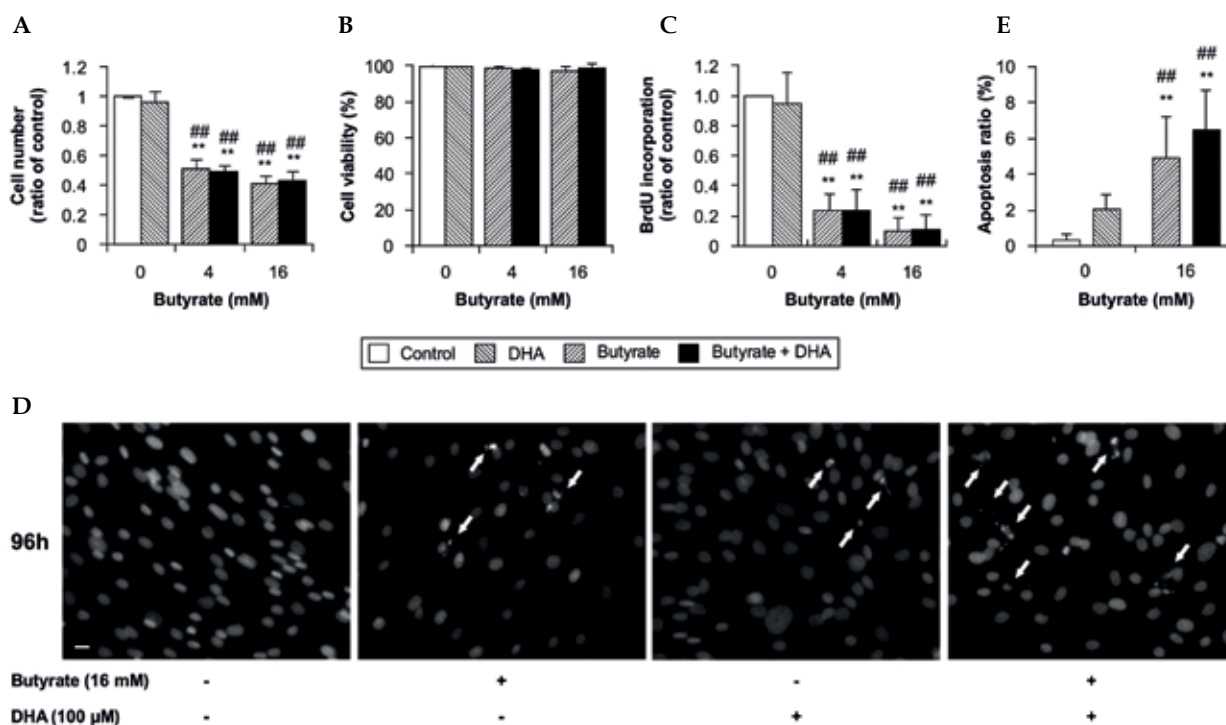 A
Cell number
(ratio of control)
1.2
1
0.8
0.6
0.4
0.2
0
##
**
##
**
##
**
##
**
0 4 16
Butyrate (mM)
B
Cell viability (%)
100
80
60
40
20
0
0 4 16
Butyrate (mM)
C
BrdU incorporation
(ratio of control)
1.2
1.0
0.8
0.6
0.4
0.2
0
##
**
##
**
##
**
##
**
0 4 16
Butyrate (mM)
E
Apoptosis ratio (%)
10
8
6
4
2
0
##
**
##
**
0 16
Butyrate (mM)
Control DHA Butyrate Butyrate + DHA
D
96h
Butyrate (16 mM) - + - +
DHA (100 µM) - - + +